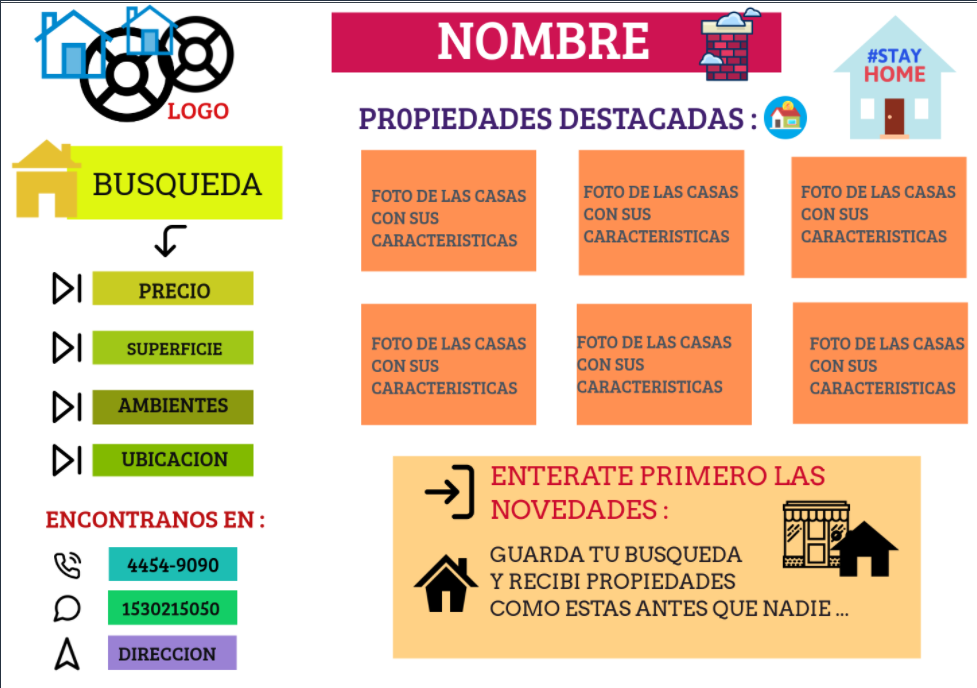 LOGO
NOMBRE
#STAY
HOME
PR0PIEDADES DESTACADAS :
BUSQUEDA
PRECIO
SUPERFICIE
AMBIENTES
UBICACION
ENCONTRANOS EN :
4454-9090
1530215050
DIRECCION
FOTO DE LAS CASAS
CON SUS
CARACTERISTICAS
FOTO DE LAS CASAS
CON SUS
CARACTERISTICAS
FOTO DE LAS CASAS
CON SUS
CARACTERISTICAS
FOTO DE LAS CASAS
CON SUS
CARACTERISTICAS
FOTO DE LAS CASAS
CON SUS
CARACTERISTICAS
FOTO DE LAS CASAS
CON SUS
CARACTERISTICAS
ENTERATE PRIMERO LAS
NOVEDADES :
GUARDA TU BUSQUEDA
Y RECIBI PROPIEDADES
COMO ESTAS ANTES QUE NADIE ...